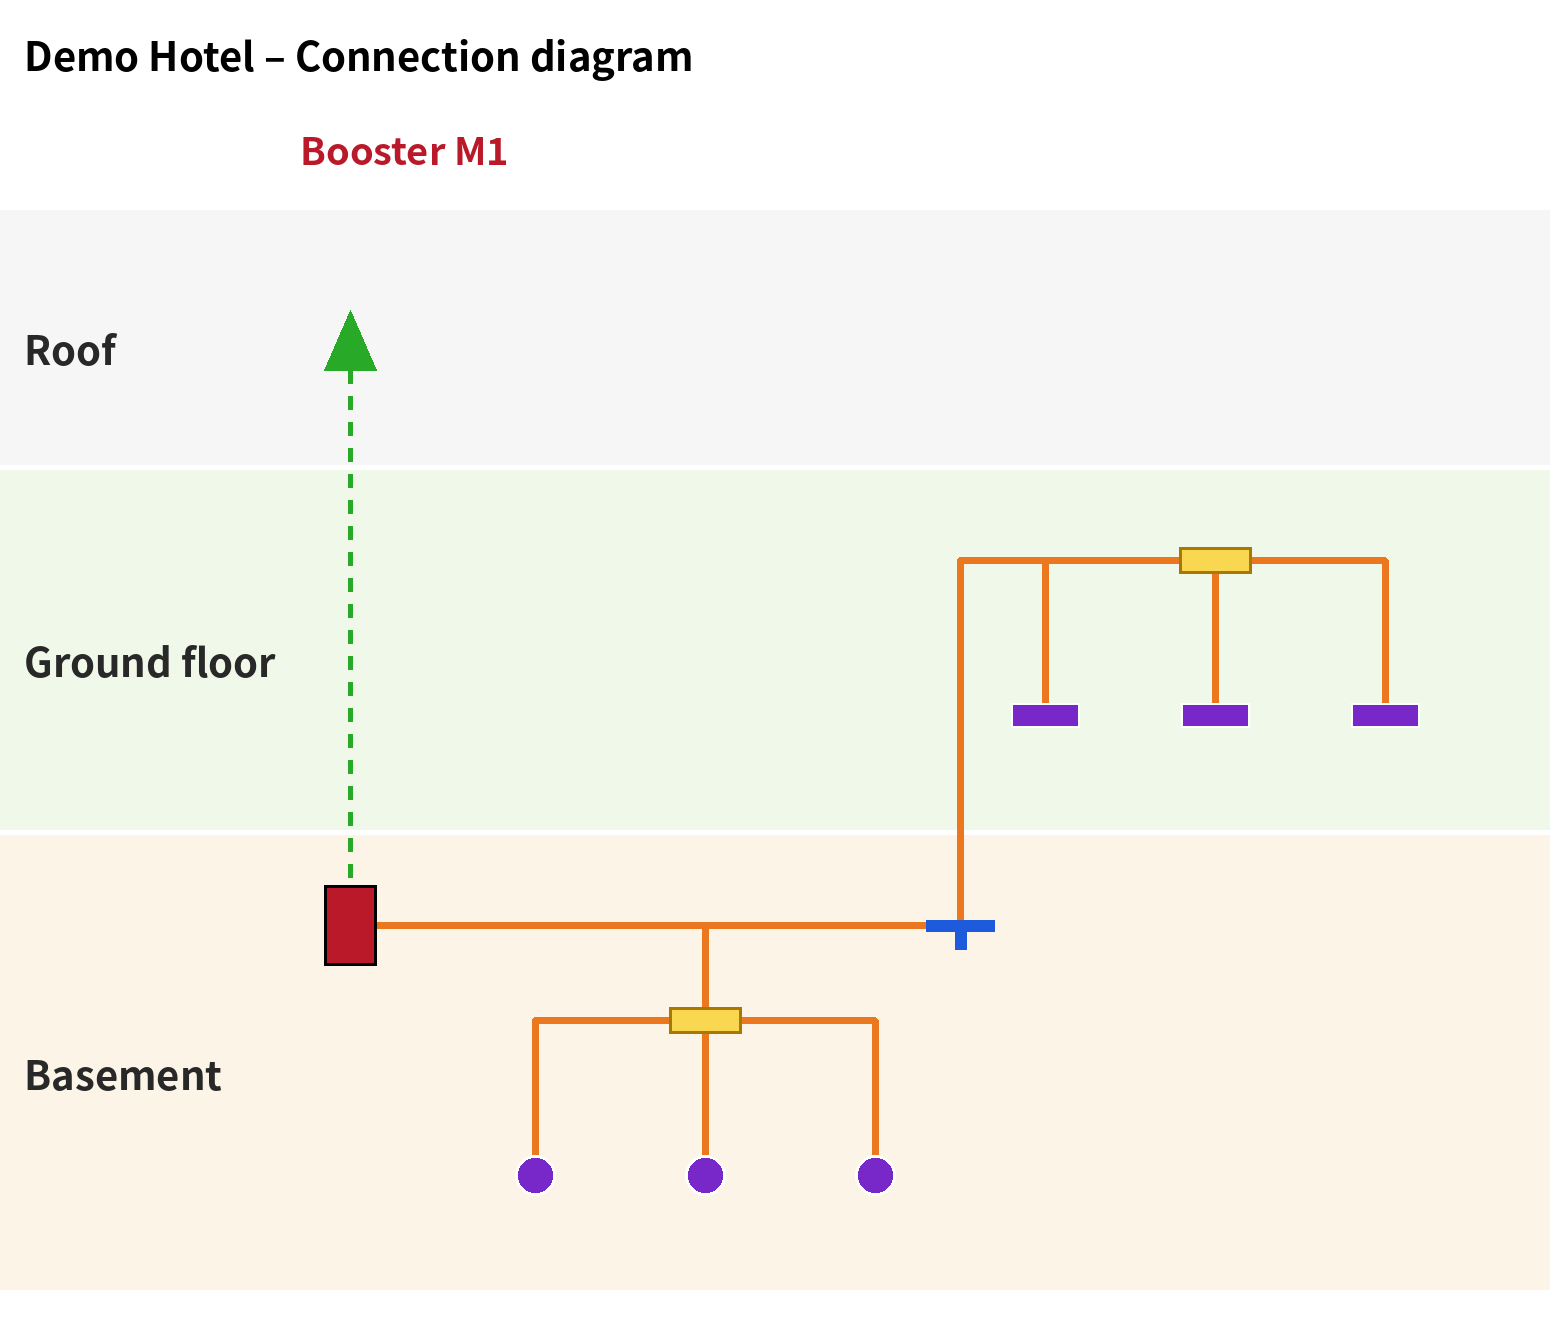 Demo Hotel – Connection diagram
Booster M1
Roof
Ground floor
Basement